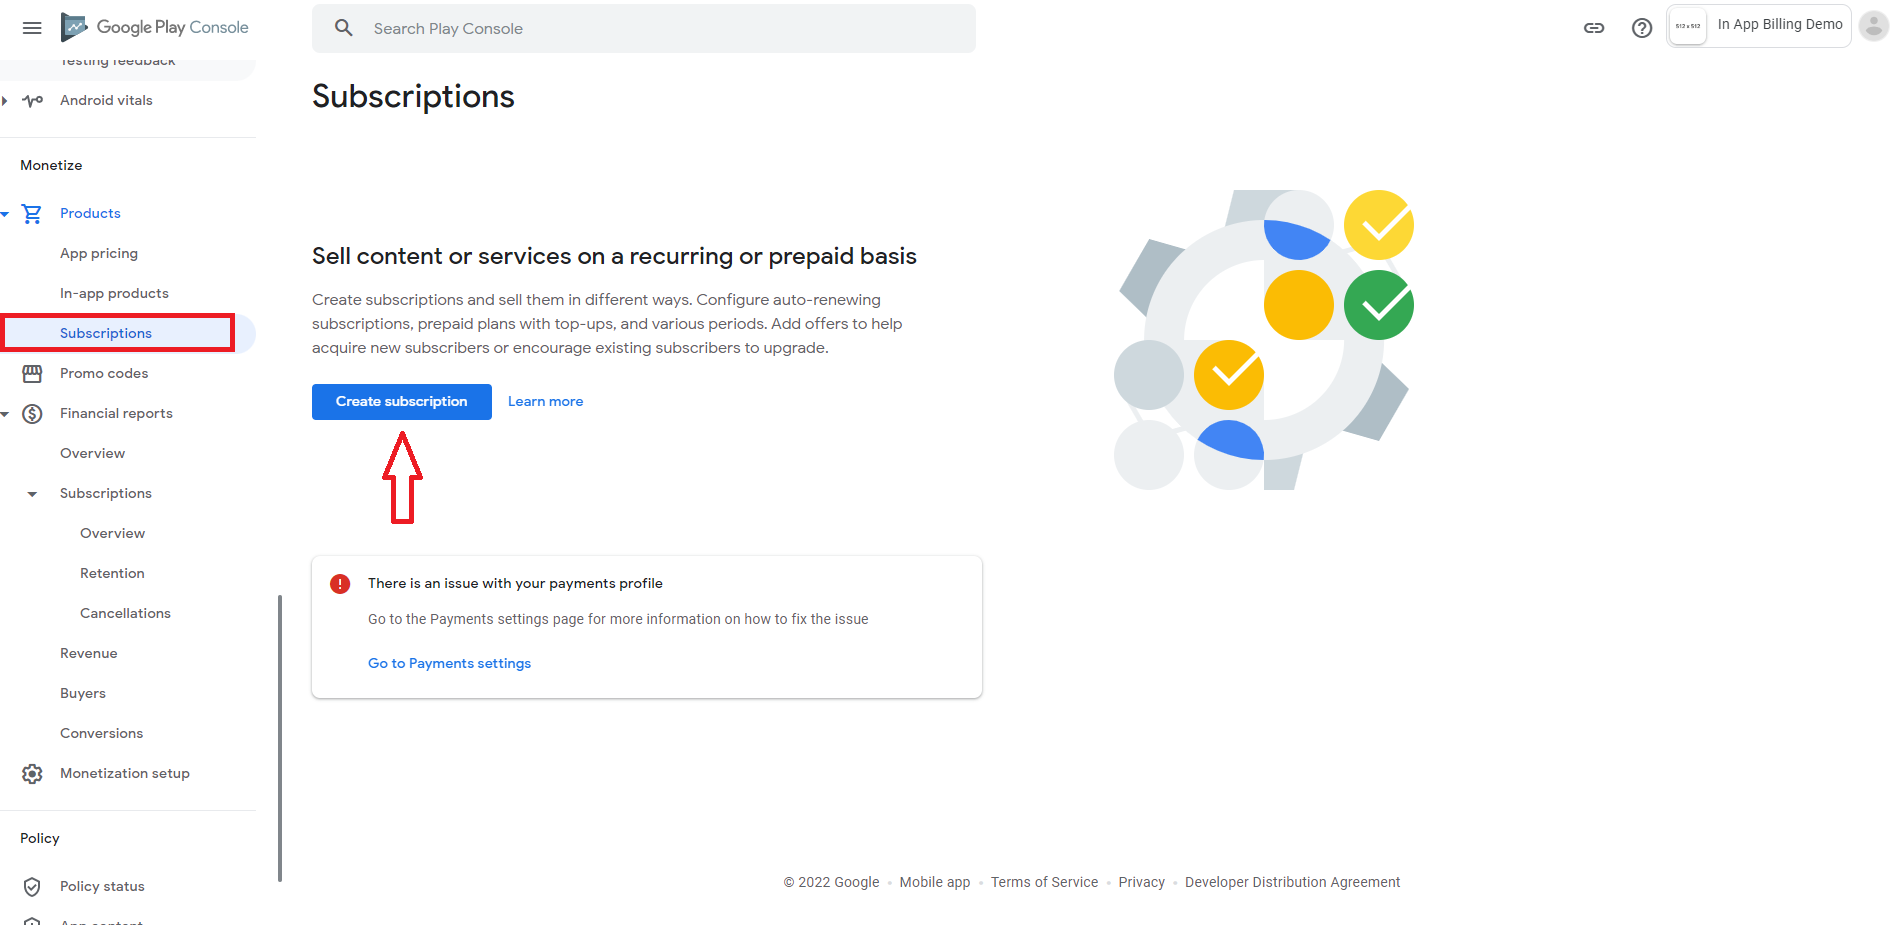 Google Play Console
Search Play Console
512 x 512
In App Billing Demo
Testing feedback
Android vitals
Monetize
Products
App pricing
In-app products
Subscriptions
Promo codes
Financial reports
Overview
Subscriptions
Overview
Retention
Cancellations
Revenue
Buyers
Conversions
Monetization setup
Policy
Policy status
App content
Subscriptions
Sell content or services on a recurring or prepaid basis
Create subscriptions and sell them in different ways. Configure auto-renewing
subscriptions, prepaid plans with top-ups, and various periods. Add offers to help
acquire new subscribers or encourage existing subscribers to upgrade.
Create subscription
Learn more
There is an issue with your payments profile
Go to the Payments settings page for more information on how to fix the issue
Go to Payments settings
© 2022 Google • Mobile app • Terms of Service • Privacy • Developer Distribution Agreement